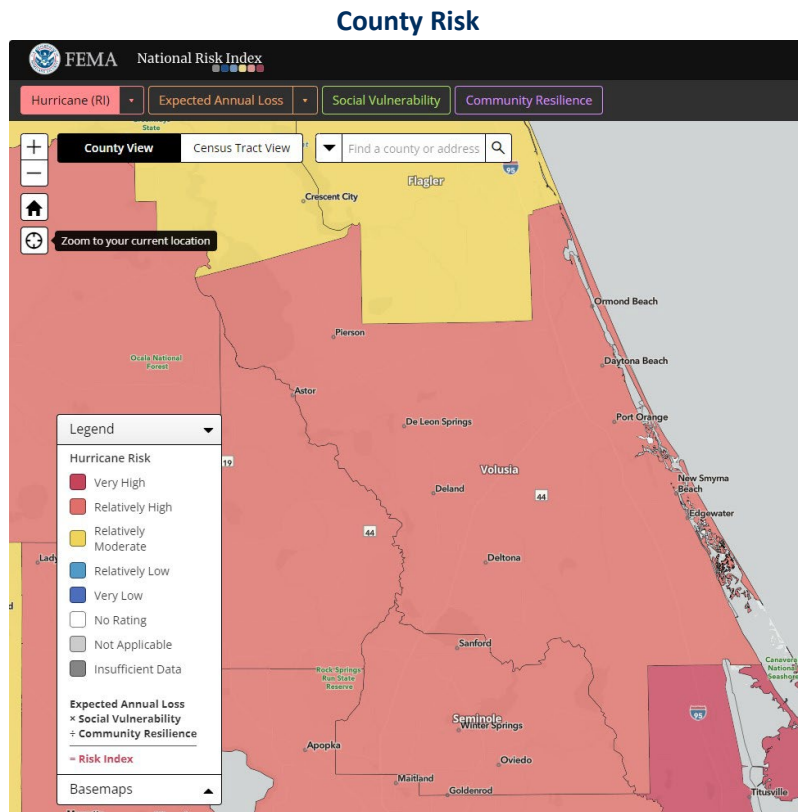 County Risk
FEMA National Risk Index
Hurricane (RI) Expected Annual Loss Social Vulnerability Community Resilience
State
County View Census Tract View Find a county or address
95
Flagler
Crescent City
Zoom to your current location
Ormond Beach
Pierson
Ocala National
Forest
Daytona Beach
Astor
Port Orange
De Leon Springs
Legend
Hurricane Risk
Very High
Relatively High
Relatively
Moderate
Relatively Low
Very Low
No Rating
Not Applicable
Insufficient Data
Expected Annual Loss
× Social Vulnerability
÷ Community Resilience
= Risk Index
Basemaps
19
Volusia
New Smyrna
Beach
Deland
44
Edgewater
44
Lady
Deltona
d
Sanford
Canaveral
National
Seashore
Rock Springs
Run State
Reserve
95
Seminole
Winter Springs
Apopka
Oviedo
Maitland
Goldenrod
Titusville